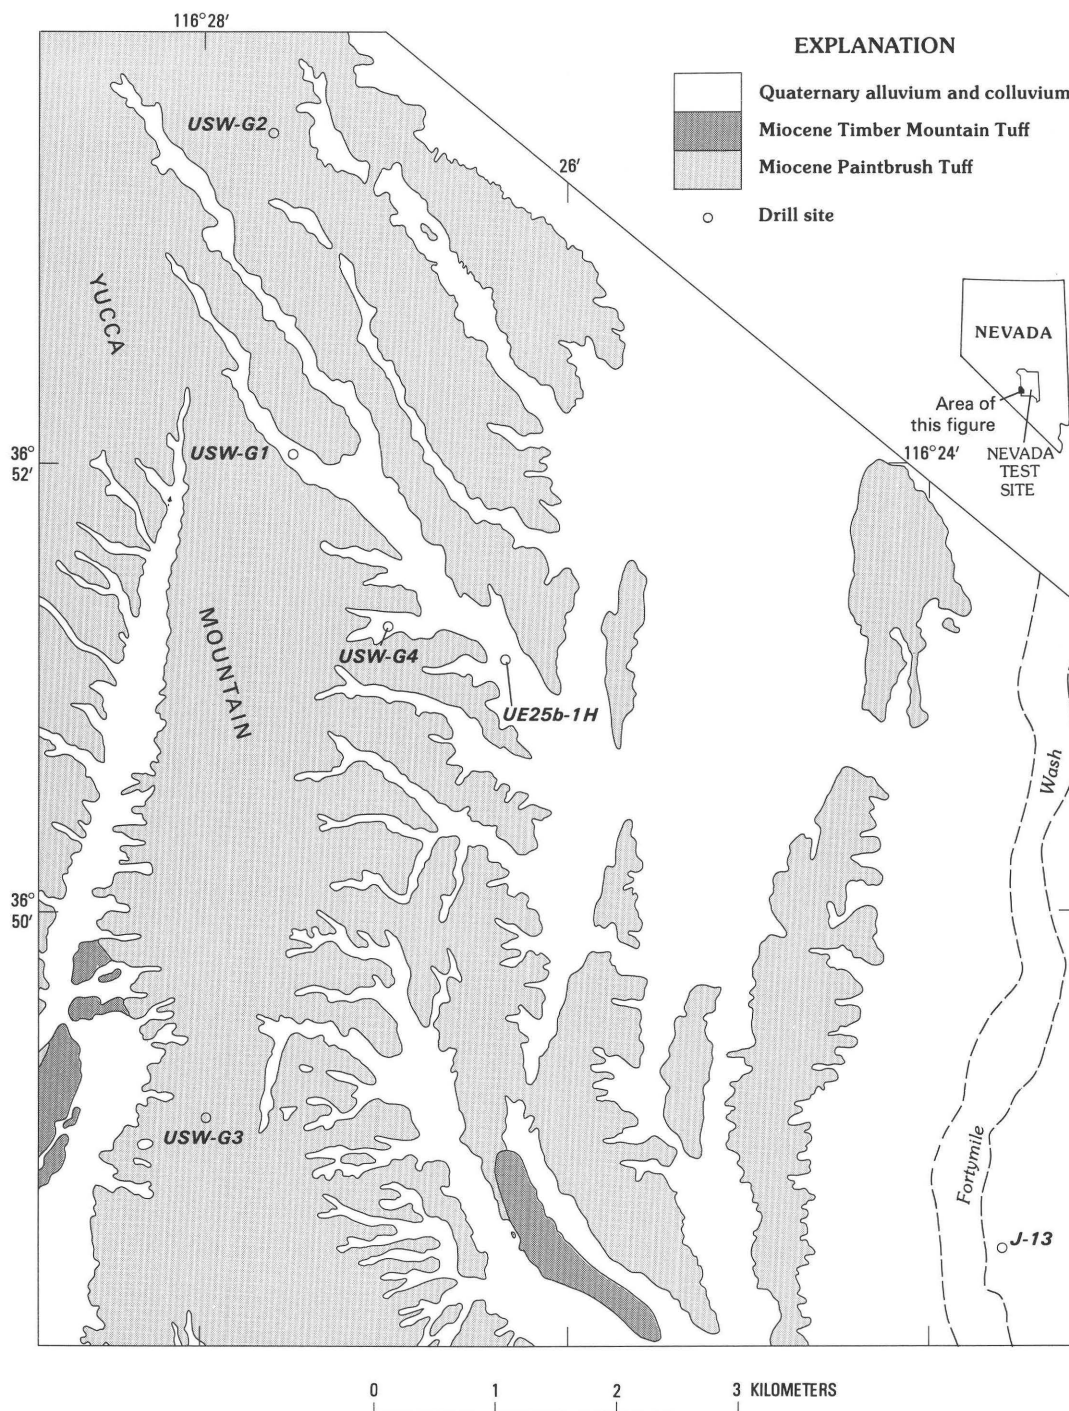 116°28'
EXPLANATION
Quaternary alluvium and colluvium
Miocene Timber Mountain Tuff
Miocene Paintbrush Tuff
Drill site
USW-G2
26'
YUCCA
NEVADA
Area of
this figure
NEVADA
TEST
SITE
USW-G1
36°
52'
116°24'
MOUNTAIN
USW-G4
UE25b-1H
Wash
36°
50'
USW-G3
Fortymile
J-13
0 1 2 3 KILOMETERS